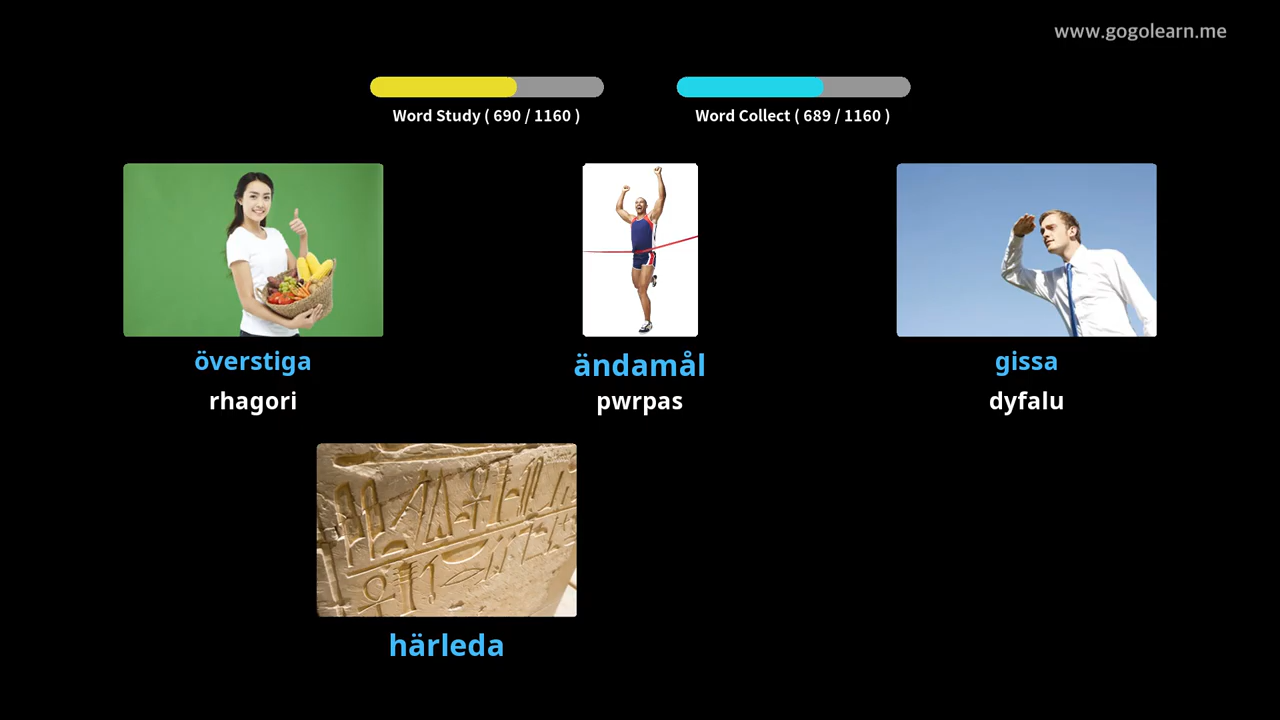 www.gogolearn.me
Word Study ( 690 / 1160 )
Word Collect ( 689 / 1160 )
överstiga
rhagori
ändamål
pwrpas
gissa
dyfalu
härleda